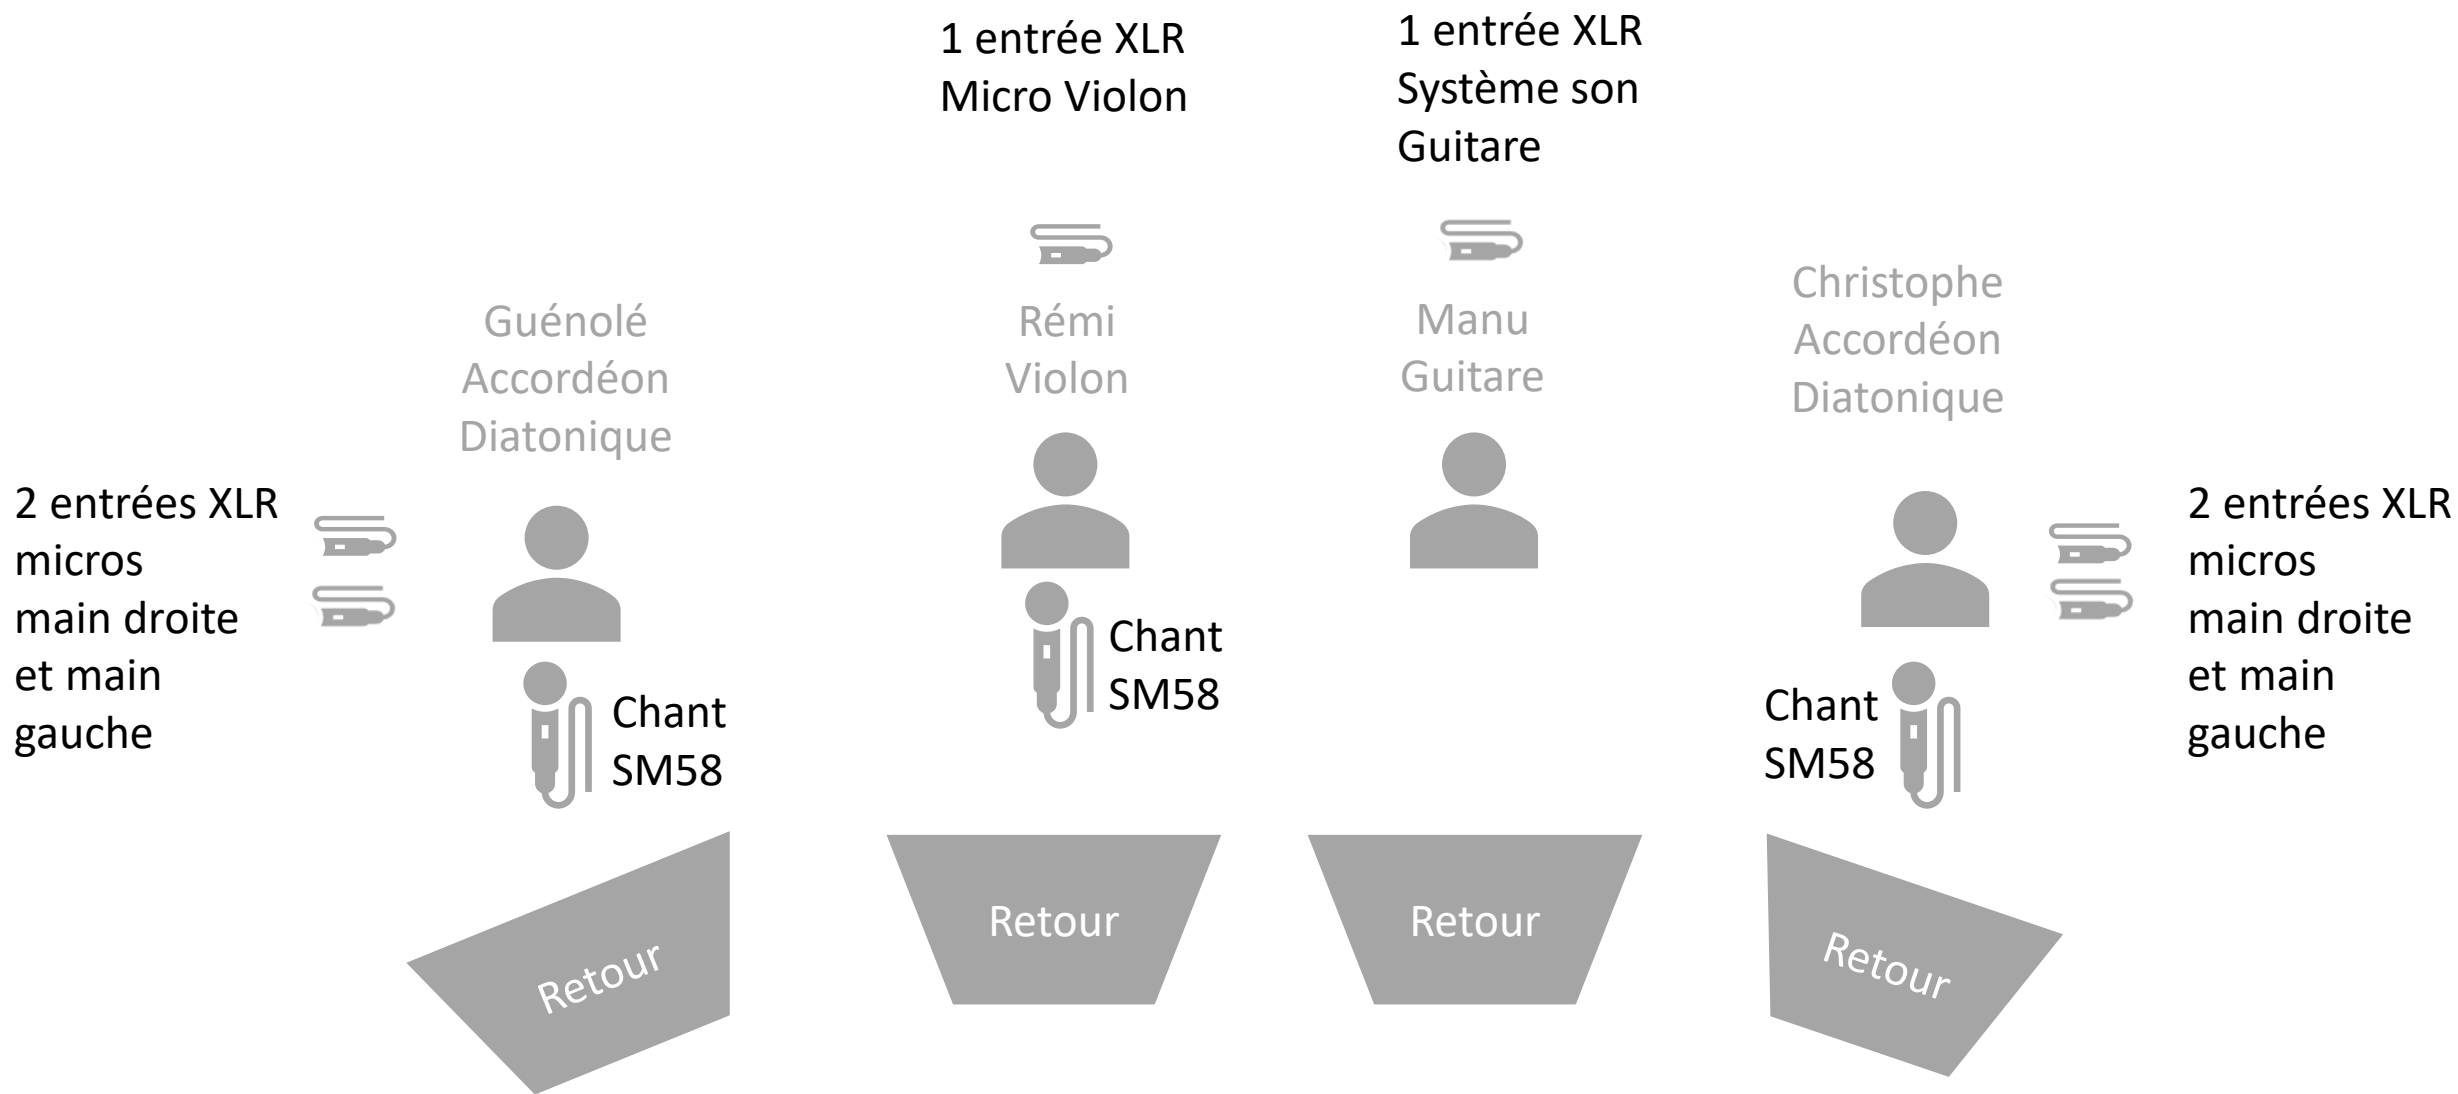 1 entrée XLR
Micro Violon
1 entrée XLR
Système son
Guitare
Guénolé
Accordéon
Diatonique
Rémi
Violon
Manu
Guitare
Christophe
Accordéon
Diatonique
2 entrées XLR
micros
main droite
et main
gauche
2 entrées XLR
micros
main droite
et main
gauche
Chant
SM58
Chant
SM58
Chant
SM58
Retour
Retour
Retour
Retour